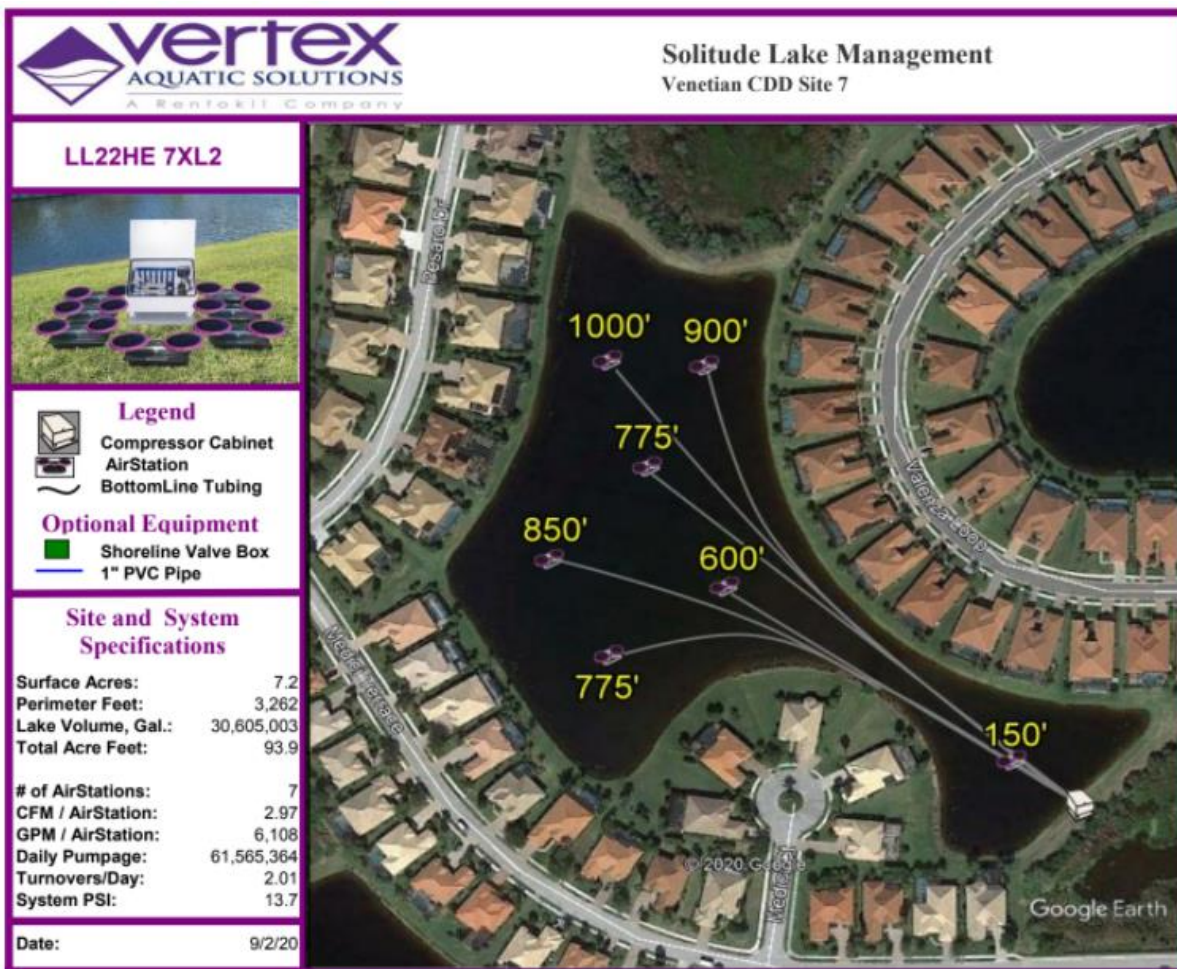 vertex
AQUATIC SOLUTIONS
A Rentokil Company
Solitude Lake Management
Venetian CDD Site 7
LL22HE 7XL2
Legend
Compressor Cabinet
AirStation
BottomLine Tubing
Optional Equipment
Shoreline Valve Box
1" PVC Pipe
Site and System
Specifications
Surface Acres: 7.2
Perimeter Feet: 3,262
Lake Volume, Gal.: 30,605,003
Total Acre Feet: 93.9
# of AirStations: 7
CFM / AirStation: 2.97
GPM / AirStation: 6,108
Daily Pumpage: 61,565,364
Turnovers/Day: 2.01
System PSI: 13.7
Date: 9/2/20
Pesaro Dr
1000'
900'
775'
850'
600'
775'
150'
Valenza Loop
Terrace
© 2020 Google
Google Earth